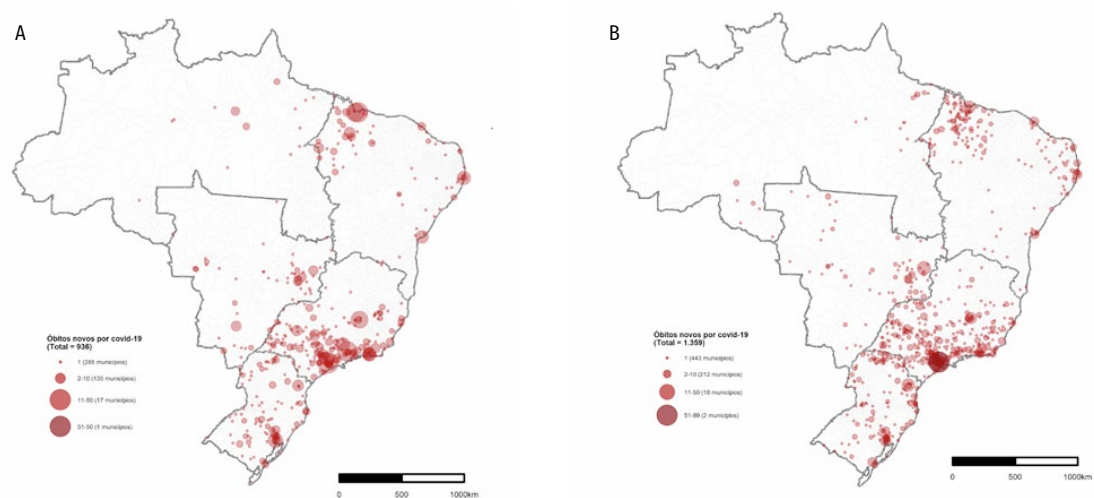 A
Óbitos novos por covid-19
(Total = 936)
1 (285 municípios)
2-10 (135 municípios)
11-50 (17 municípios)
51-50 (1 municípios)
0 500 1000km
B
Óbitos novos por covid-19
(Total = 1.359)
1 (443 municípios)
2-10 (212 municípios)
11-50 (18 municípios)
51-99 (2 municípios)
0 500 1000km